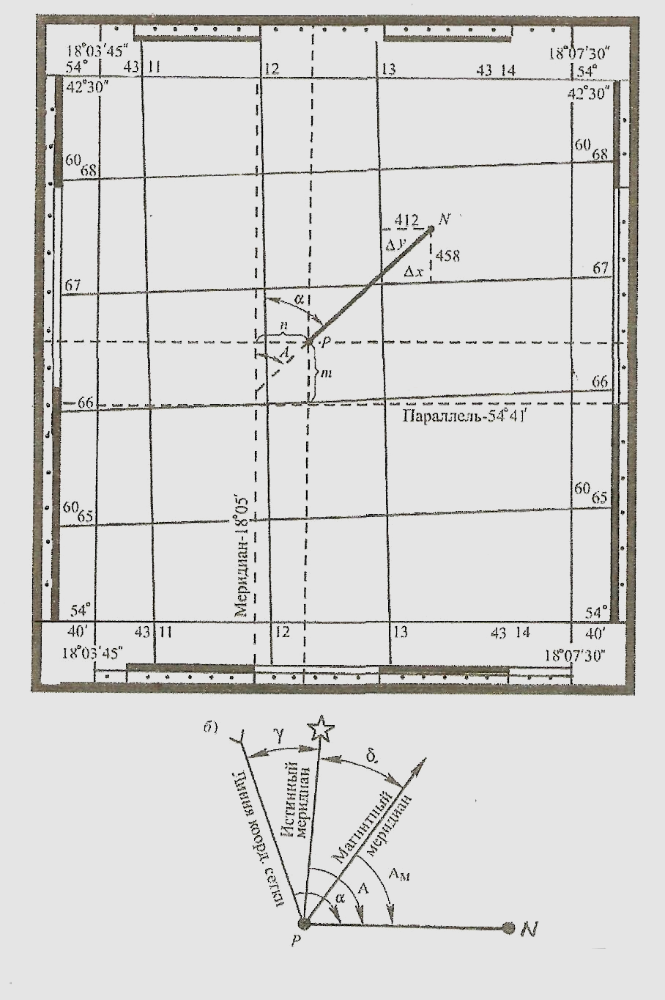 18°03′45″ 18°07′30″
54° 43 11 12 13 43 14 54°
42°30″ 42°30″
60 68 60 68
412 N
ΔУ 458
Δx
67 67
α
n
А Р
m
66 66
Параллель-54°41′
60 65 60 65
Меридиан-18°05′
54° 54°
40′ 43 11 12 13 43 14 40′
18°03′45″ 18°07′30″
б) γ δ
Линия коорд. сетки
Истинный
меридиан
Магнитный
меридиан
α А Ам
Р N